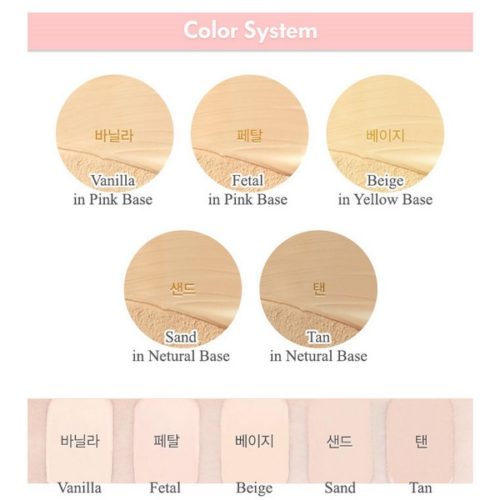 Color System
바닐라 페탈 베이지
Vanilla Fetal Beige
in Pink Base in Pink Base in Yellow Base
샌드 탠
Sand Tan
in Netural Base in Netural Base
바닐라 페탈 베이지 샌드 탠
Vanilla Fetal Beige Sand Tan